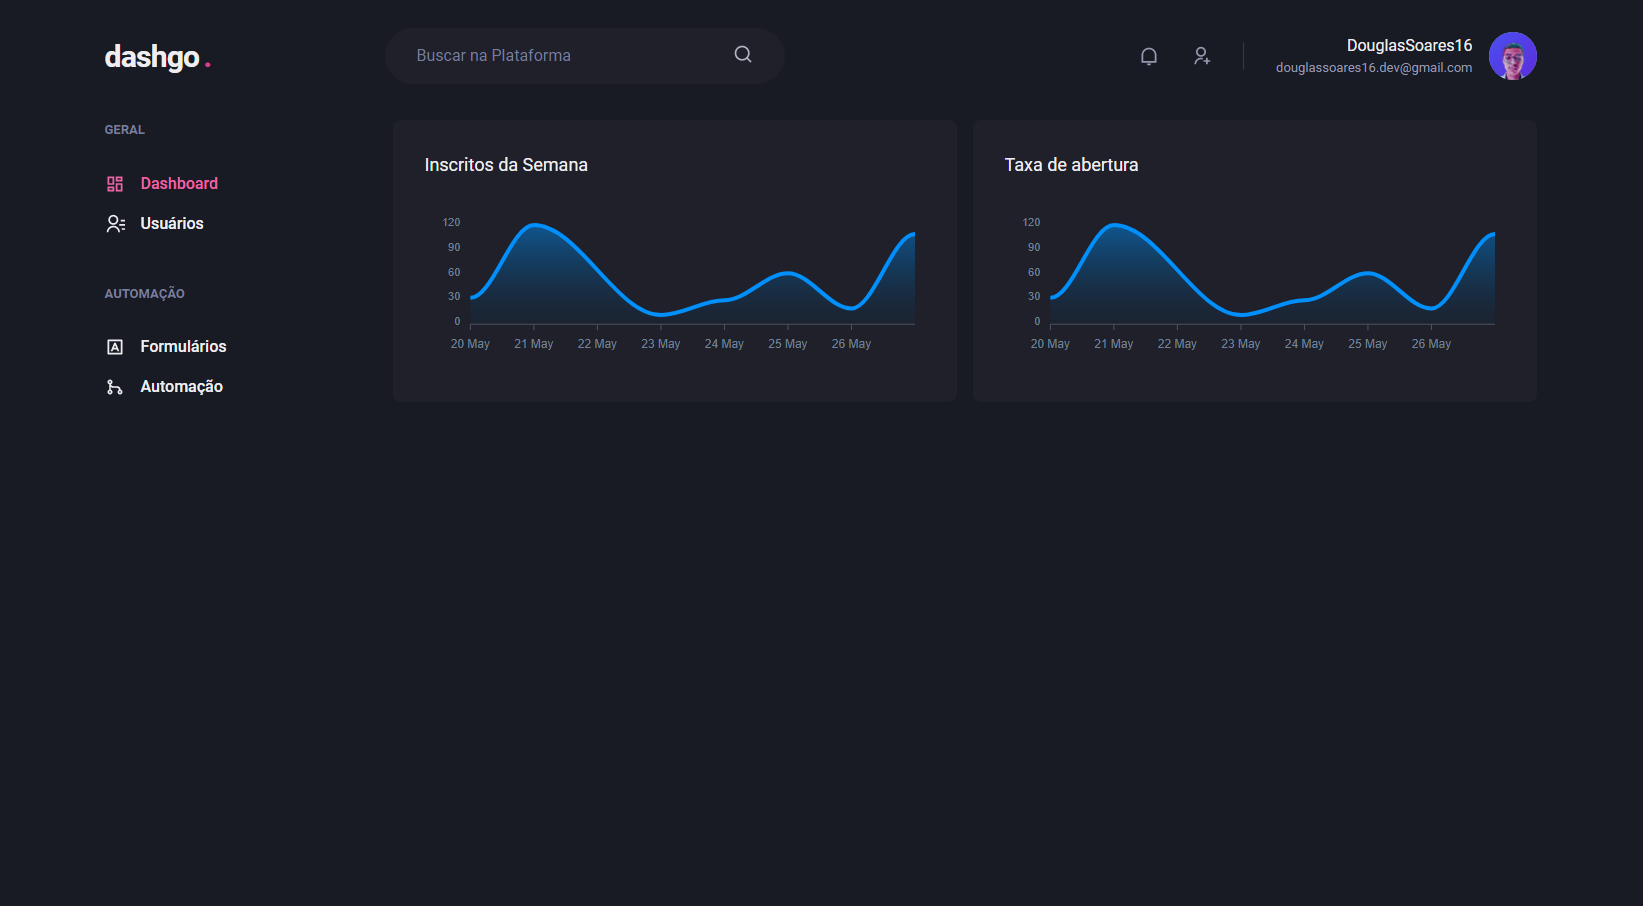 dashgo.
Buscar na Plataforma
DouglasSoares16
douglassoares16.dev@gmail.com
GERAL
Dashboard
Usuários
AUTOMAÇÃO
Formulários
Automação
Inscritos da Semana
120
90
60
30
0
20 May 21 May 22 May 23 May 24 May 25 May 26 May
Taxa de abertura
120
90
60
30
0
20 May 21 May 22 May 23 May 24 May 25 May 26 May